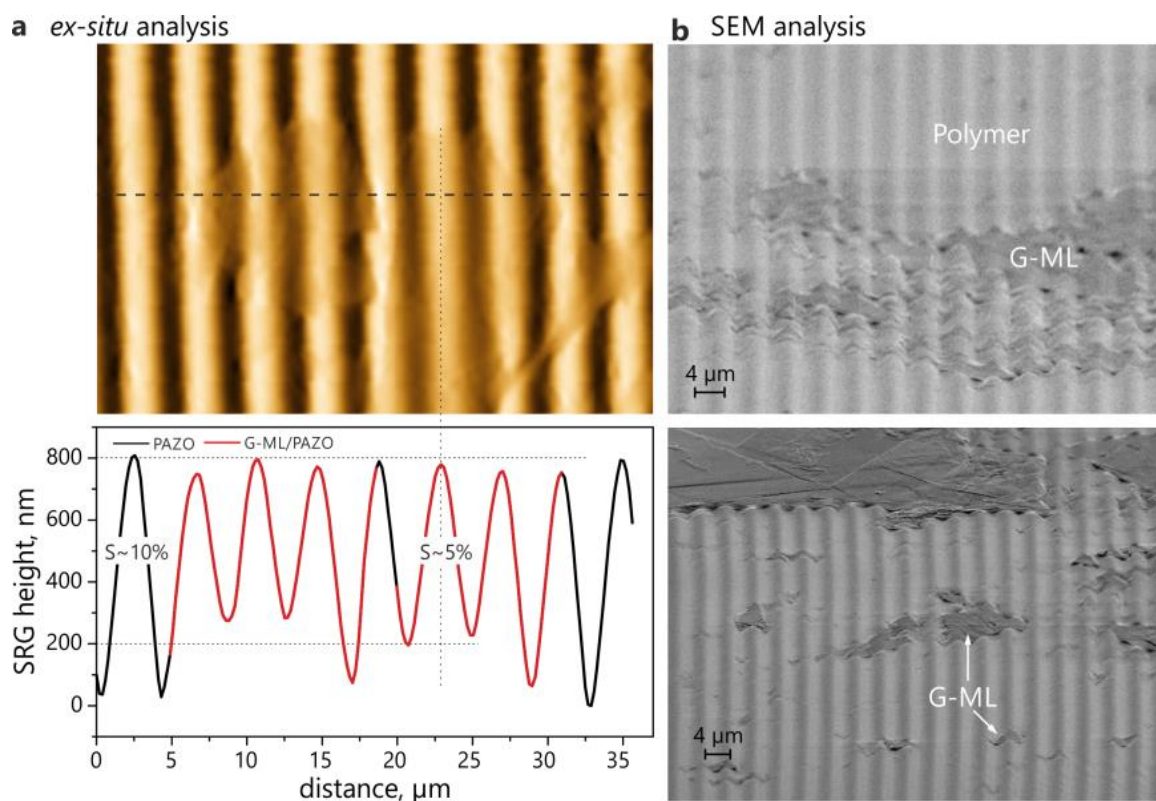 a ex-situ analysis
PAZO G-ML/PAZO
SRG height, nm
800
600
400
200
0
S~10%
S~5%
0 5 10 15 20 25 30 35
distance, µm
b SEM analysis
Polymer
G-ML
4 µm
G-ML
4 µm